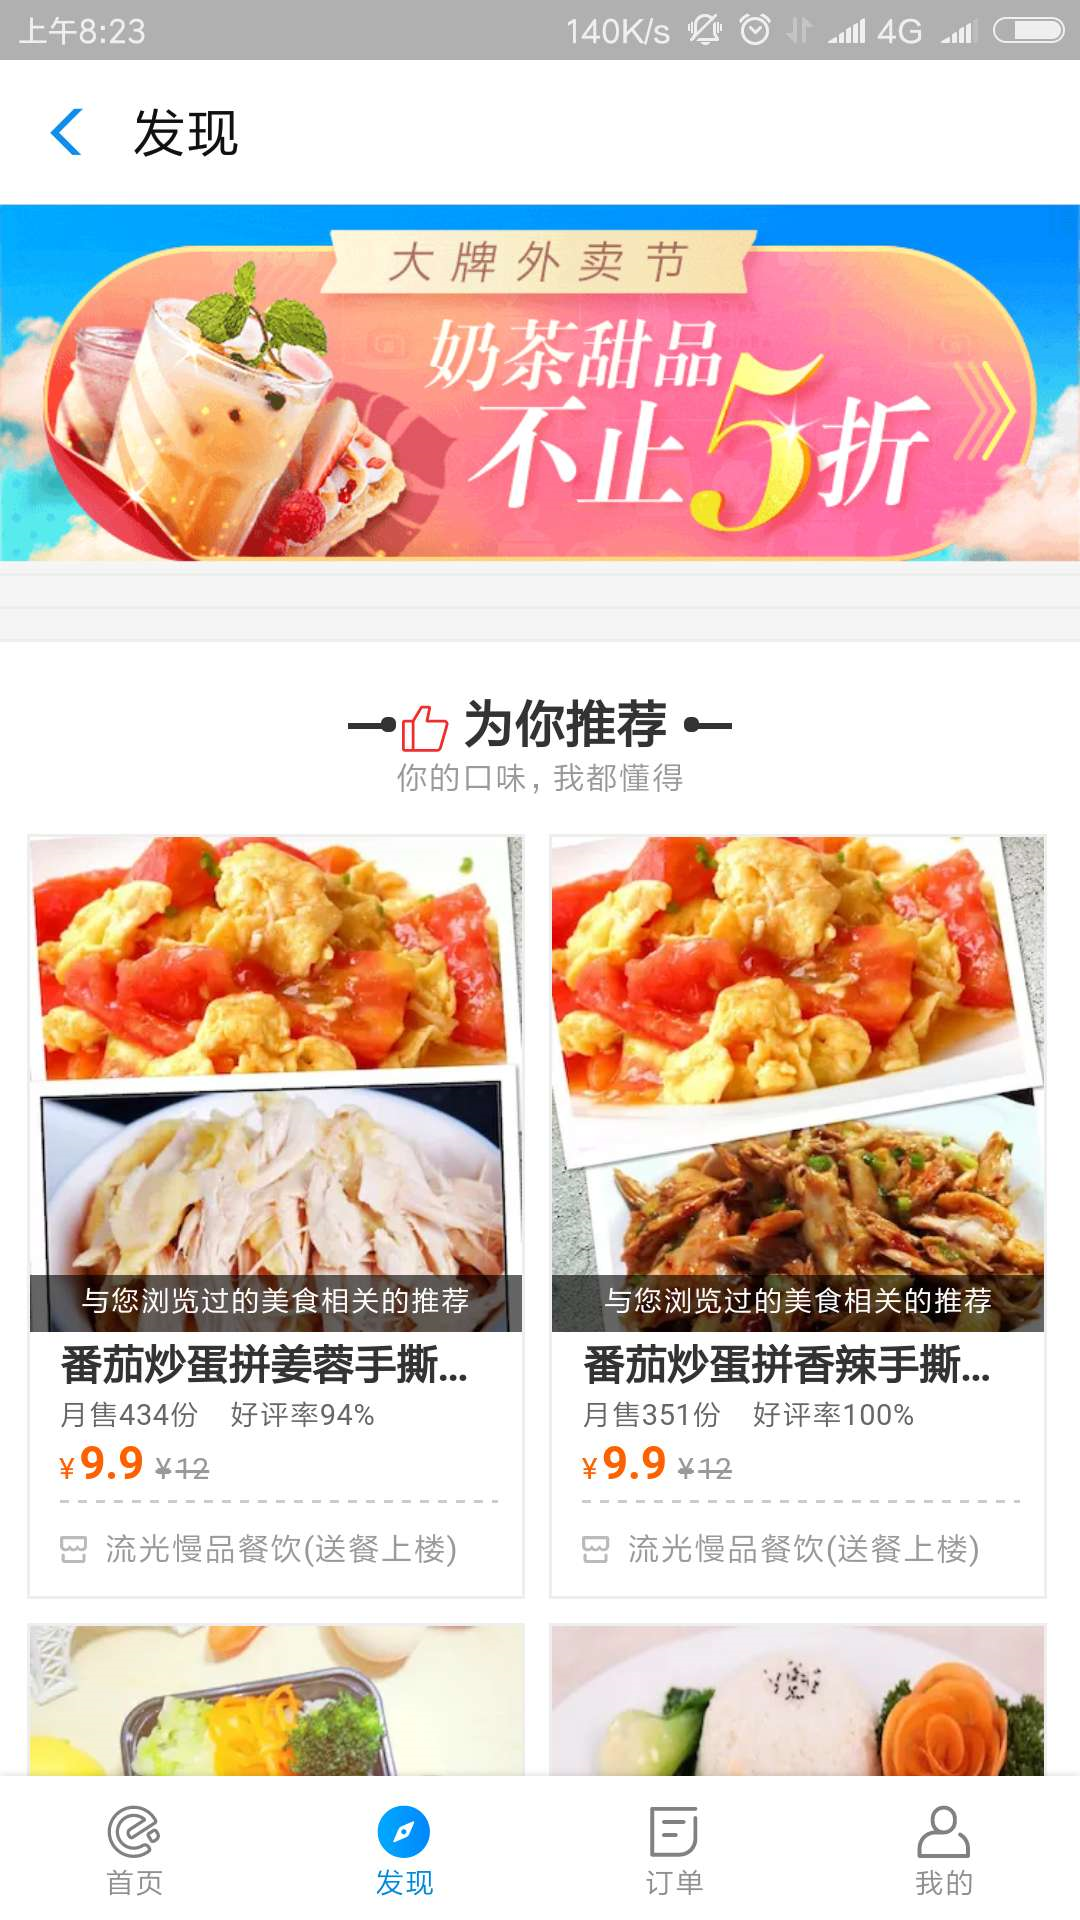 上午8:23 140K/s 4G
发现
大牌外卖节
奶茶甜品
不止5折
为你推荐
你的口味,我都懂得
与您浏览过的美食相关的推荐
番茄炒蛋拼姜蓉手撕...
月售434份 好评率94%
¥9.9 ¥12
流光慢品餐饮(送餐上楼)
与您浏览过的美食相关的推荐
番茄炒蛋拼香辣手撕...
月售351份 好评率100%
¥9.9 ¥12
流光慢品餐饮(送餐上楼)
首页 发现 订单 我的